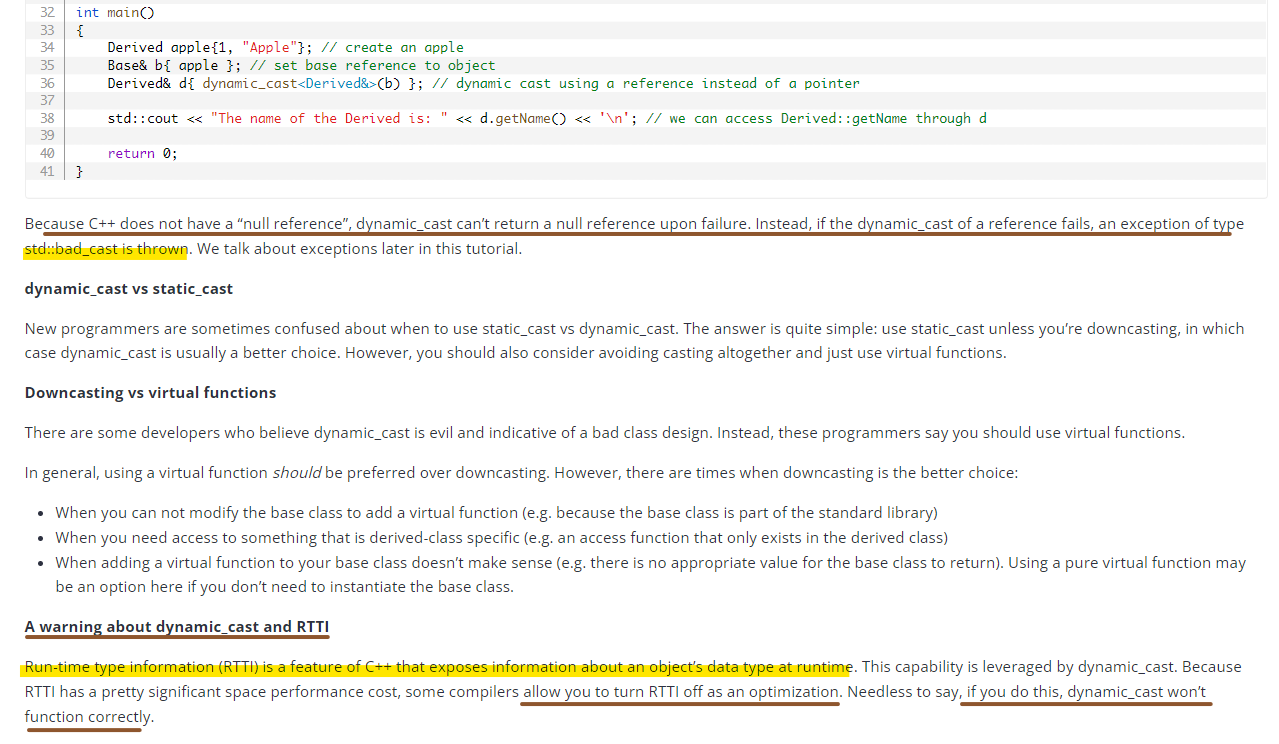 32 int main()
33 {
34 Derived apple{1, "Apple"}; // create an apple
35 Base& b{ apple }; // set base reference to object
36 Derived& d{ dynamic_cast<Derived&>(b) }; // dynamic cast using a reference instead of a pointer
37
38 std::cout << "The name of the Derived is: " << d.getName() << '\n'; // we can access Derived::getName through d
39
40 return 0;
41 }
Because C++ does not have a “null reference”, dynamic_cast can’t return a null reference upon failure. Instead, if the dynamic_cast of a reference fails, an exception of type
std::bad_cast is thrown. We talk about exceptions later in this tutorial.
dynamic_cast vs static_cast
New programmers are sometimes confused about when to use static_cast vs dynamic_cast. The answer is quite simple: use static_cast unless you’re downcasting, in which
case dynamic_cast is usually a better choice. However, you should also consider avoiding casting altogether and just use virtual functions.
Downcasting vs virtual functions
There are some developers who believe dynamic_cast is evil and indicative of a bad class design. Instead, these programmers say you should use virtual functions.
In general, using a virtual function should be preferred over downcasting. However, there are times when downcasting is the better choice:
• When you can not modify the base class to add a virtual function (e.g. because the base class is part of the standard library)
• When you need access to something that is derived-class specific (e.g. an access function that only exists in the derived class)
• When adding a virtual function to your base class doesn’t make sense (e.g. there is no appropriate value for the base class to return). Using a pure virtual function may
be an option here if you don’t need to instantiate the base class.
A warning about dynamic_cast and RTTI
Run-time type information (RTTI) is a feature of C++ that exposes information about an object’s data type at runtime. This capability is leveraged by dynamic_cast. Because
RTTI has a pretty significant space performance cost, some compilers allow you to turn RTTI off as an optimization. Needless to say, if you do this, dynamic_cast won’t
function correctly.